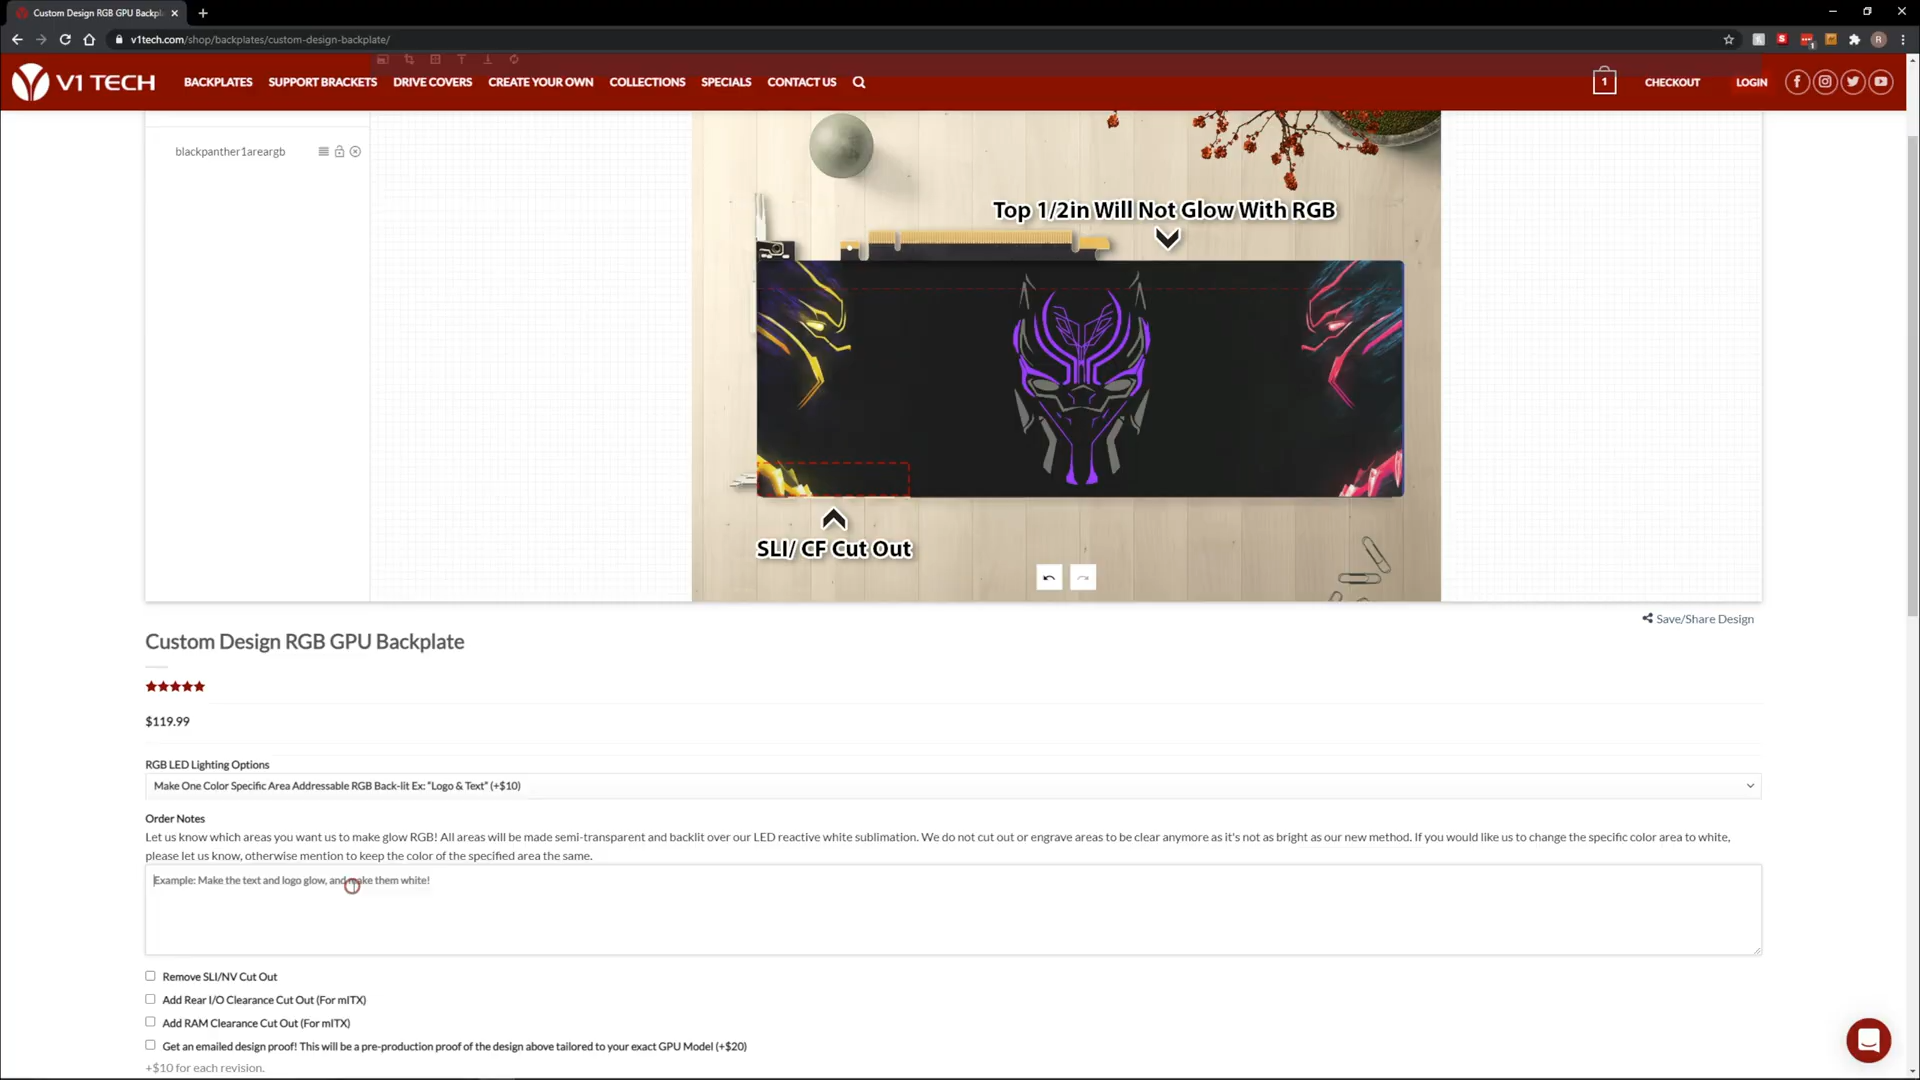 Custom Design RGB GPU Backpl
v1tech.com/shop/backplates/custom-design-backplate/
V1 TECH
BACKPLATES
SUPPORT BRACKETS
DRIVE COVERS
CREATE YOUR OWN
COLLECTIONS
SPECIALS
CONTACT US
1
CHECKOUT
LOGIN
blackpanther1areargb
Top 1/2in Will Not Glow With RGB
SLI/ CF Cut Out
Save/Share Design
Custom Design RGB GPU Backplate
$119.99
RGB LED Lighting Options
Make One Color Specific Area Addressable RGB Back-lit Ex: "Logo & Text" (+$10)
Order Notes
Let us know which areas you want us to make glow RGB! All areas will be made semi-transparent and backlit over our LED reactive white sublimation. We do not cut out or engrave areas to be clear anymore as it's not as bright as our new method. If you would like us to change the specific color area to white,
please let us know, otherwise mention to keep the color of the specified area the same.
Example: Make the text and logo glow, and make them white!
Remove SLI/NV Cut Out
Add Rear I/O Clearance Cut Out (For mITX)
Add RAM Clearance Cut Out (For mITX)
Get an emailed design proof! This will be a pre-production proof of the design above tailored to your exact GPU Model (+$20)
+$10 for each revision.